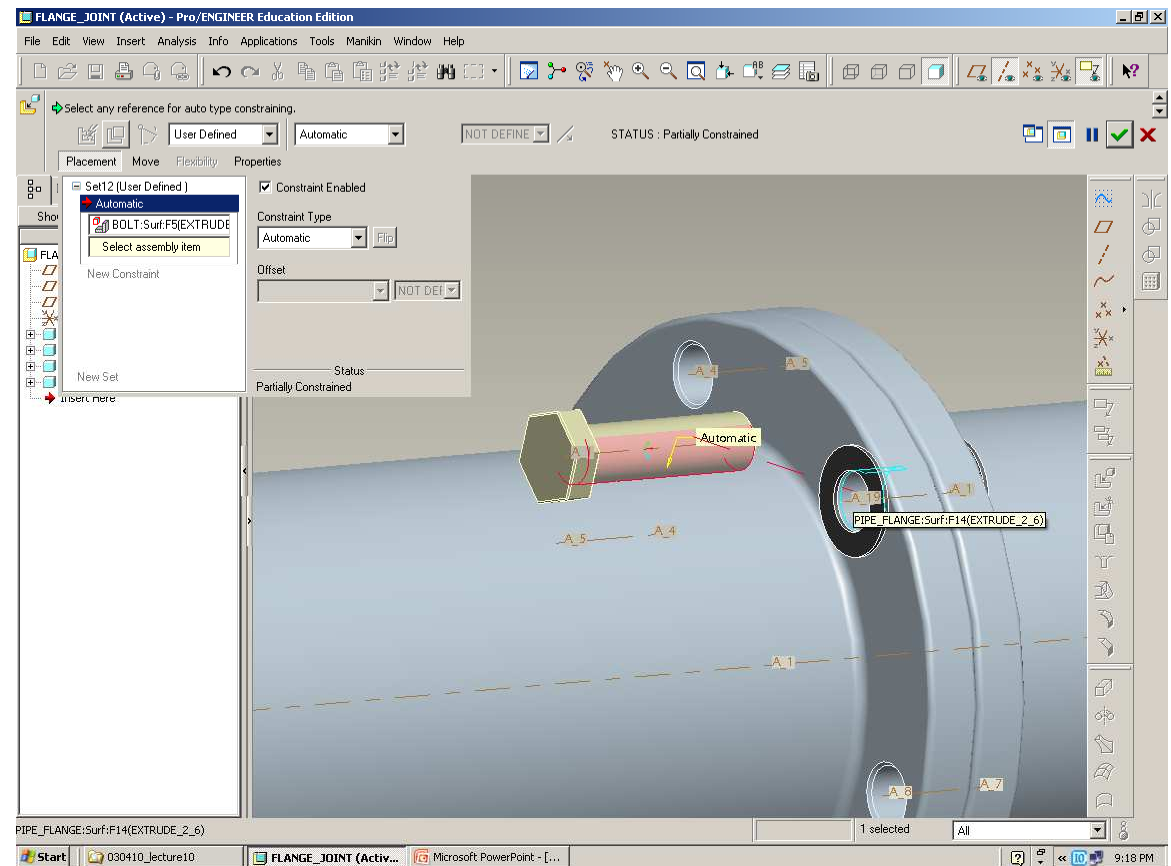 FLANGE_JOINT (Active) - Pro/ENGINEER Education Edition
File Edit View Insert Analysis Info Applications Tools Manikin Window Help
Select any reference for auto type constraining.
User Defined Automatic NOT DEFINE STATUS : Partially Constrained
Placement Move Flexibility Properties
Set12 (User Defined )
Automatic
BOLT:Surf:F5(EXTRUDE
Select assembly item
New Constraint
New Set
Constraint Enabled
Constraint Type
Automatic Flip
Offset
NOT DEF
Status
Partially Constrained
Sho
FLA
Insert Here
A_4 A_5
Automatic
A_19 A_1
PIPE_FLANGE:Surf:F14(EXTRUDE_2_6)
A_5 A_4
A_1
A_8 A_7
PIPE_FLANGE:Surf:F14(EXTRUDE_2_6)
1 selected All
Start 030410_lecture10 FLANGE_JOINT (Activ... Microsoft PowerPoint - [... 9:18 PM